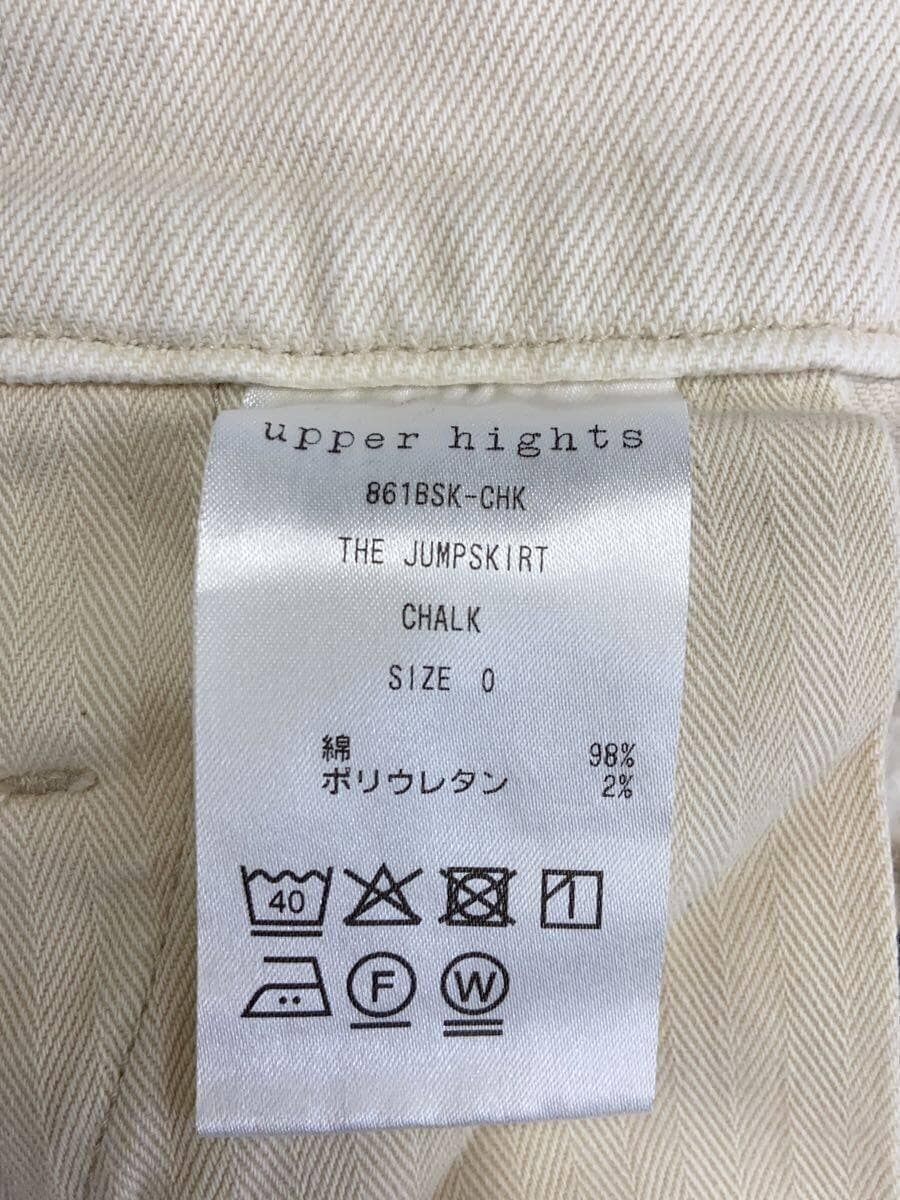 upper hights
861BSK-CHK
THE JUMPSKIRT
CHALK
SIZE 0
綿 98%
ポリウレタン 2%
40
F W